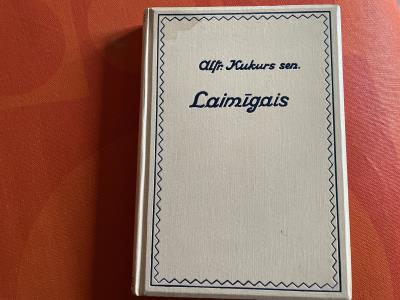 Alfr. Kukurs sen.
Laimīgais